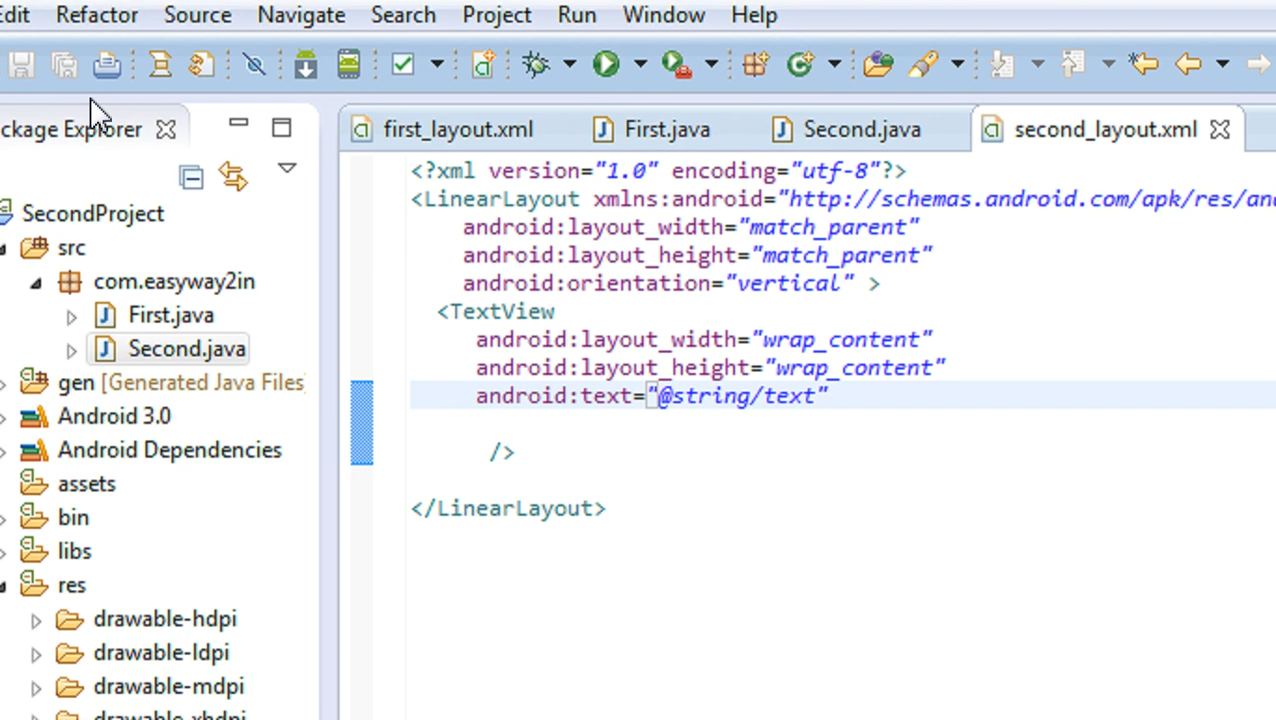 Edit Refactor Source Navigate Search Project Run Window Help
ckage Explorer
first_layout.xml First.java Second.java second_layout.xml
SecondProject
src
com.easyway2in
First.java
Second.java
gen [Generated Java Files]
Android 3.0
Android Dependencies
assets
bin
libs
res
drawable-hdpi
drawable-ldpi
drawable-mdpi
drawable-xhdpi
<?xml version="1.0" encoding="utf-8"?>
<LinearLayout xmlns:android="http://schemas.android.com/apk/res/and
android:layout_width="match_parent"
android:layout_height="match_parent"
android:orientation="vertical" >
<TextView
android:layout_width="wrap_content"
android:layout_height="wrap_content"
android:text="@string/text"
/>
</LinearLayout>